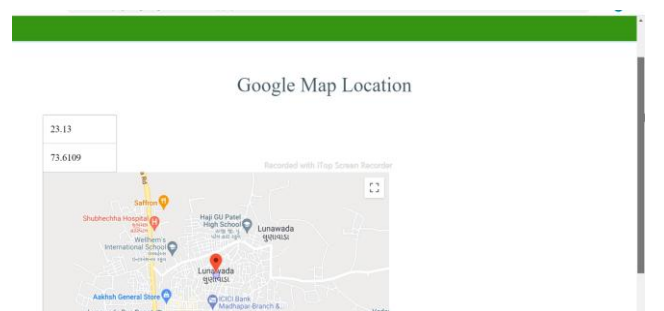 Google Map Location
23.13
73.6109
Recorded with iTop Screen Recorder
Saffron
Shubhechha Hospital
Haji GU Patel
High School
Lunawada
લુણાવાડા
Wellhem's
International School
Lunawada
લુણાવાડા
Aakhsh General Store
ICICI Bank
Madhapar Branch &...